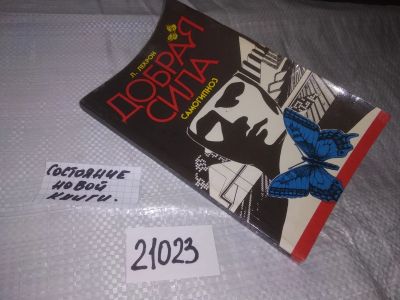 Л. ЛЕКРОН
ДОБРАЯ
СИЛА
САМОГИПНОЗ
СОСТОЯНИЕ
НОВОЙ
КНИГИ.
21023